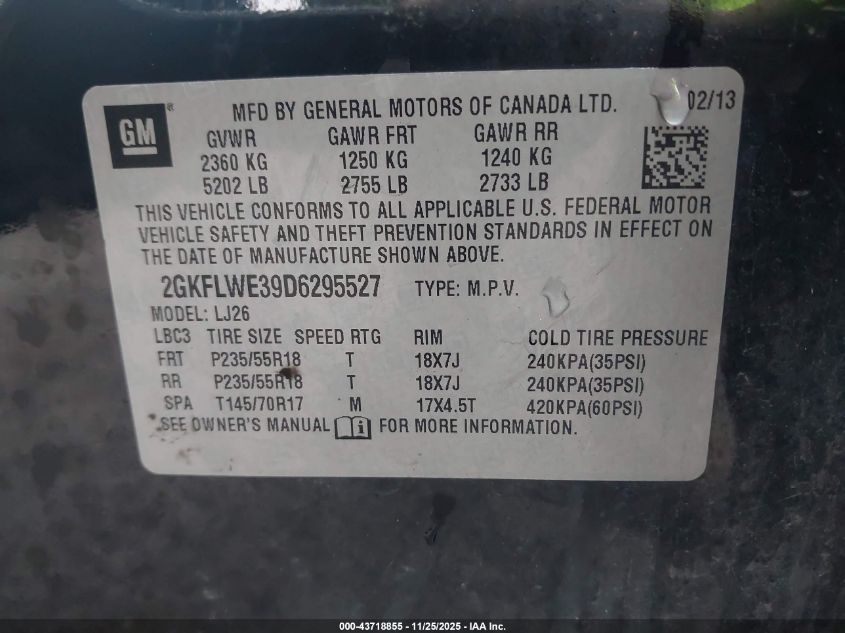 GM ® MFD BY GENERAL MOTORS OF CANADA LTD. 02/13
GVWR GAWR FRT GAWR RR
2360 KG 1250 KG 1240 KG
5202 LB 2755 LB 2733 LB
THIS VEHICLE CONFORMS TO ALL APPLICABLE U.S. FEDERAL MOTOR
VEHICLE SAFETY AND THEFT PREVENTION STANDARDS IN EFFECT ON
THE DATE OF MANUFACTURE SHOWN ABOVE.
2GKFLWE39D6295527 TYPE: M.P.V.
MODEL: LJ26
LBC3 TIRE SIZE SPEED RTG RIM COLD TIRE PRESSURE
FRT P235/55R18 T 18X7J 240KPA(35PSI)
RR P235/55R18 T 18X7J 240KPA(35PSI)
SPA T145/70R17 M 17X4.5T 420KPA(60PSI)
SEE OWNER'S MANUAL FOR MORE INFORMATION.
000-43718855 - 11/25/2025 - IAA Inc.